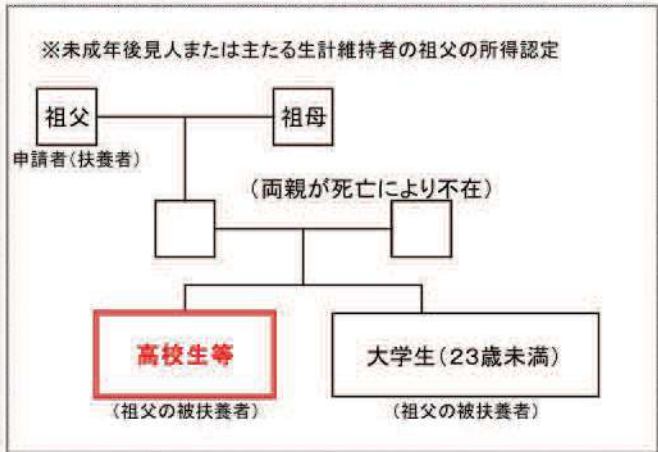 ※未成年後見人または主たる生計維持者の祖父の所得認定
祖父
祖母
申請者(扶養者)
(両親が死亡により不在)
高校生等
大学生(23歳未満)
(祖父の被扶養者)
(祖父の被扶養者)